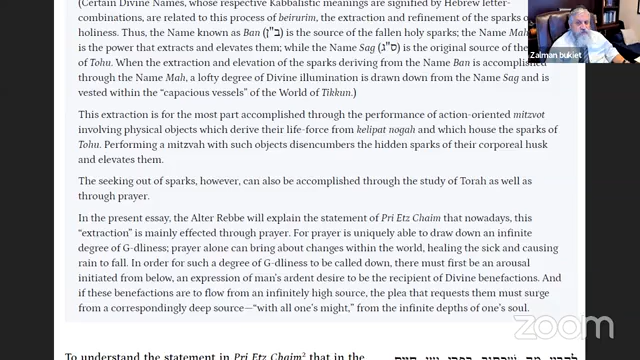 (Certain Divine Names, whose respective Kabbalistic meanings are signified by Hebrew letter-
combinations, are related to this process of beirurim, the extraction and refinement of the sparks o
holiness. Thus, the Name known as Ban (ב"ן) is the source of the fallen holy sparks; the Name Mah
is the power that extracts and elevates them; while the Name Sag (ס"ג) is the original source of the
of Tohu. When the extraction and elevation of the sparks deriving from the Name Ban is accomplished
through the Name Mah, a lofty degree of Divine illumination is drawn down from the Name Sag and is
vested within the “capacious vessels” of the World of Tikkun.)
This extraction is for the most part accomplished through the performance of action-oriented mitzvot
involving physical objects which derive their life-force from kelipat nogah and which house the sparks of
Tohu. Performing a mitzvah with such objects disencumbers the hidden sparks of their corporeal husk
and elevates them.
The seeking out of sparks, however, can also be accomplished through the study of Torah as well as
through prayer.
In the present essay, the Alter Rebbe will explain the statement of Pri Etz Chaim that nowadays, this
“extraction” is mainly effected through prayer. For prayer is uniquely able to draw down an infinite
degree of G-dliness; prayer alone can bring about changes within the world, healing the sick and causing
rain to fall. In order for such a degree of G-dliness to be called down, there must first be an arousal
initiated from below, an expression of man's ardent desire to be the recipient of Divine benefactions. And
if these benefactions are to flow from an infinitely high source, the plea that requests them must surge
from a correspondingly deep source—“with all one's might,” from the infinite depths of one's soul.
To understand the statement in Pri Etz Chaim² that in the
Zalman bukiet
zoom